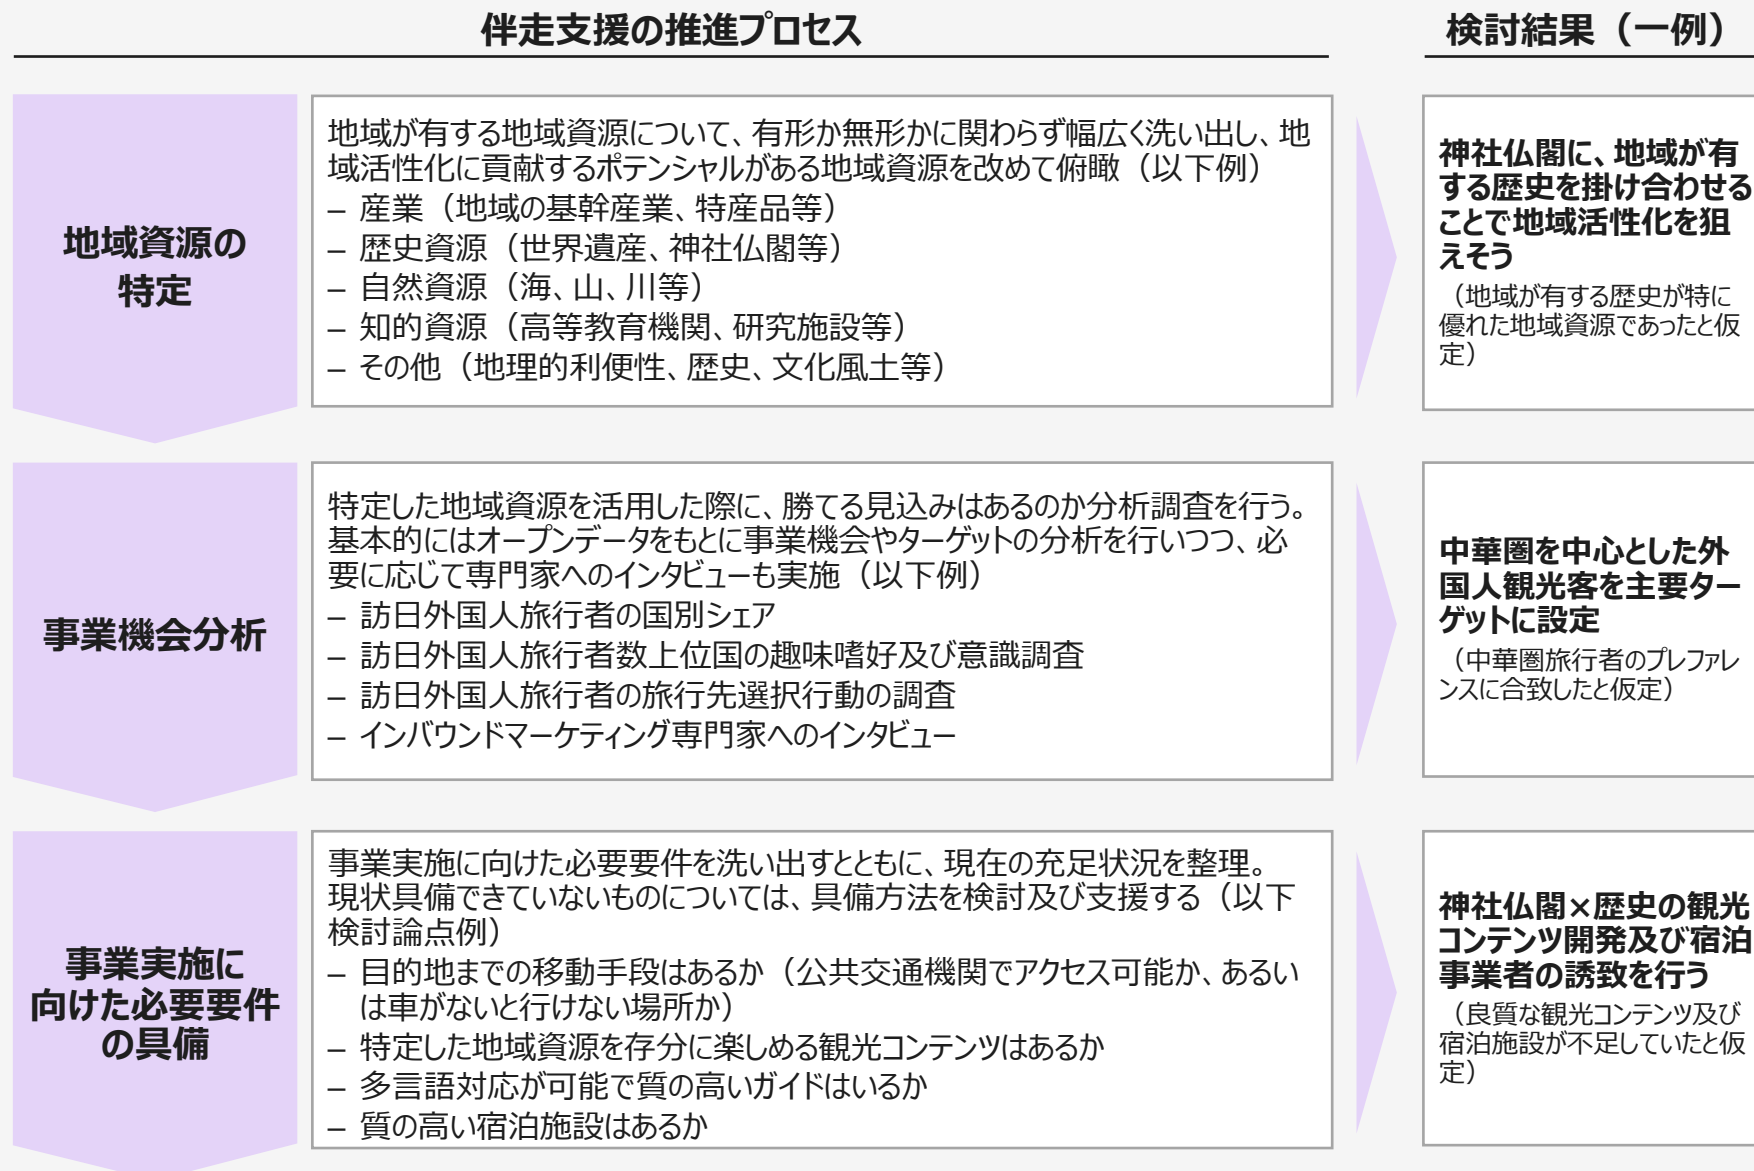 伴走支援の推進プロセス
検討結果（一例）
地域資源の
特定
地域が有する地域資源について、有形か無形かに関わらず幅広く洗い出し、地
域活性化に貢献するポテンシャルがある地域資源を改めて俯瞰（以下例）
– 産業（地域の基幹産業、特産品等）
– 歴史資源（世界遺産、神社仏閣等）
– 自然資源（海、山、川等）
– 知的資源（高等教育機関、研究施設等）
– その他（地理的利便性、歴史、文化風土等）
神社仏閣に、地域が有
する歴史を掛け合わせる
ことで地域活性化を狙
えそう
（地域が有する歴史が特に
優れた地域資源であったと仮
定）
事業機会分析
特定した地域資源を活用した際に、勝てる見込みはあるのか分析調査を行う。
基本的にはオープンデータをもとに事業機会やターゲットの分析を行いつつ、必
要に応じて専門家へのインタビューも実施（以下例）
– 訪日外国人旅行者の国別シェア
– 訪日外国人旅行者数上位国の趣味嗜好及び意識調査
– 訪日外国人旅行者の旅行先選択行動の調査
– インバウンドマーケティング専門家へのインタビュー
中華圏を中心とした外
国人観光客を主要ター
ゲットに設定
（中華圏旅行者のプレファレ
ンスに合致したと仮定）
事業実施に
向けた必要要件
の具備
事業実施に向けた必要要件を洗い出すとともに、現在の充足状況を整理。
現状具備できていないものについては、具備方法を検討及び支援する（以下
検討論点例）
– 目的地までの移動手段はあるか（公共交通機関でアクセス可能か、あるい
は車がないと行けない場所か）
– 特定した地域資源を存分に楽しめる観光コンテンツはあるか
– 多言語対応が可能で質の高いガイドはいるか
– 質の高い宿泊施設はあるか
神社仏閣×歴史の観光
コンテンツ開発及び宿泊
事業者の誘致を行う
（良質な観光コンテンツ及び
宿泊施設が不足していたと仮
定）